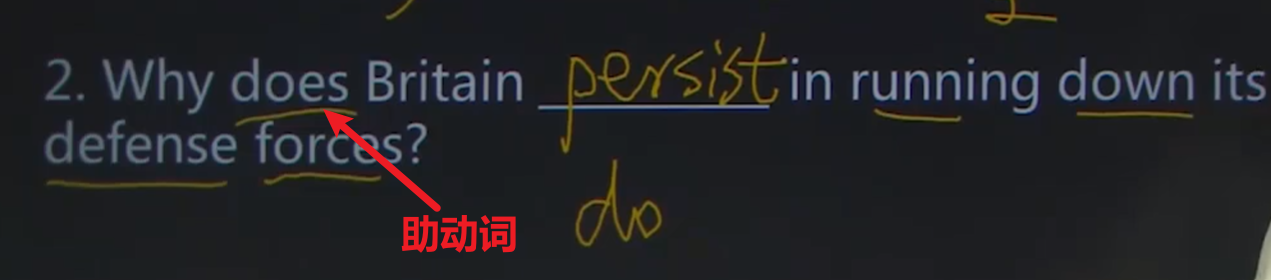 2. Why does Britain persist in running down its
defense forces?
助动词
do